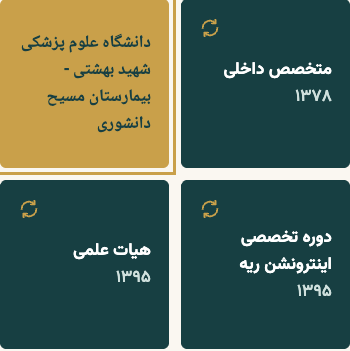 متخصص داخلی
۱۳۷۸
دانشگاه علوم پزشکی
شهید بهشتی -
بیمارستان مسیح
دانشوری
دوره تخصصی
اینترونشن ریه
۱۳۹۵
هیات علمی
۱۳۹۵